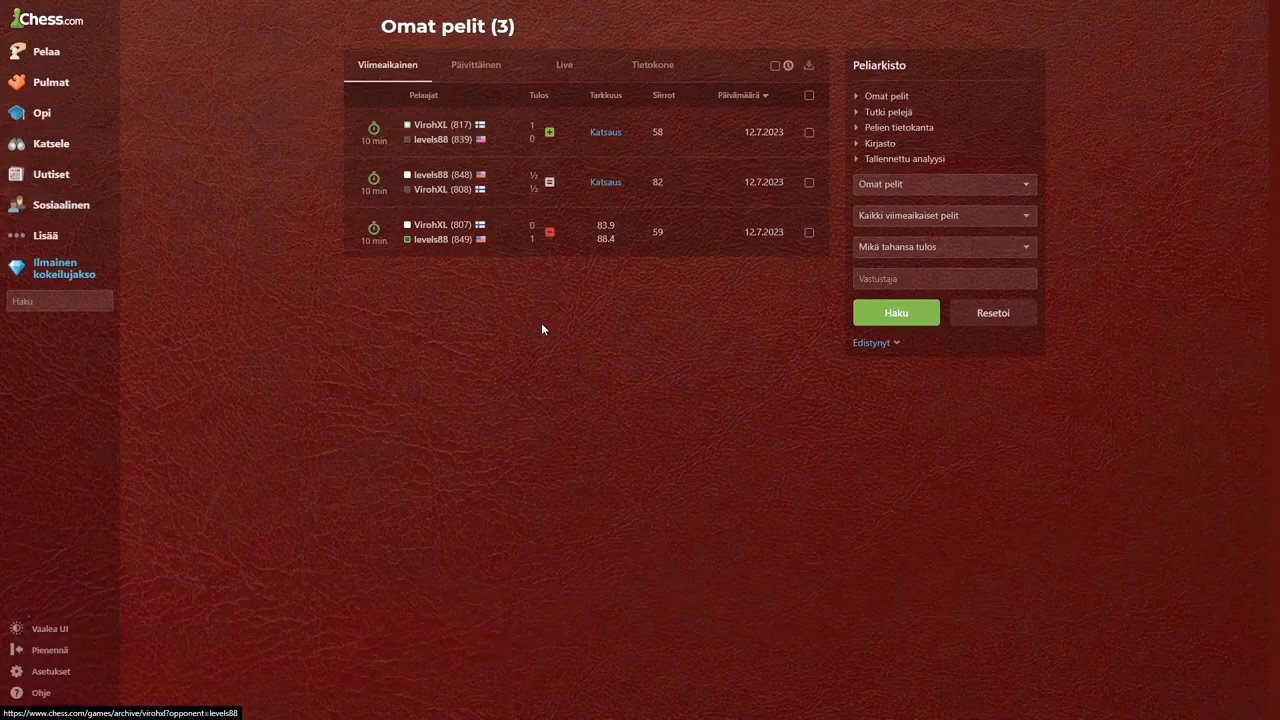 Chess.com
Pelaa
Pulmat
Opi
Katsele
Uutiset
Sosiaalinen
Lisää
Ilmainen
kokeilujakso
Haku
Vaalea UI
Pienennä
Asetukset
Ohje
Omat pelit (3)
Viimeaikainen Päivittäinen Live Tietokone
Pelaajat Tulos Tarkkuus Siirrot Päivämäärä
10 min VirohXL (817) 1 Katsaus 58 12.7.2023
levels88 (839) 0
10 min levels88 (848) ½ Katsaus 82 12.7.2023
VirohXL (808) ½
10 min VirohXL (807) 0 83.9 59 12.7.2023
levels88 (849) 1 88.4
Peliarkisto
Omat pelit
Tutki pelejä
Pelien tietokanta
Kirjasto
Tallennettu analyysi
Omat pelit
Kaikki viimeaikaiset pelit
Mikä tahansa tulos
Vastustaja
Haku Resetoi
Edistynyt
https://www.chess.com/games/archive/virohxl?opponent=levels88